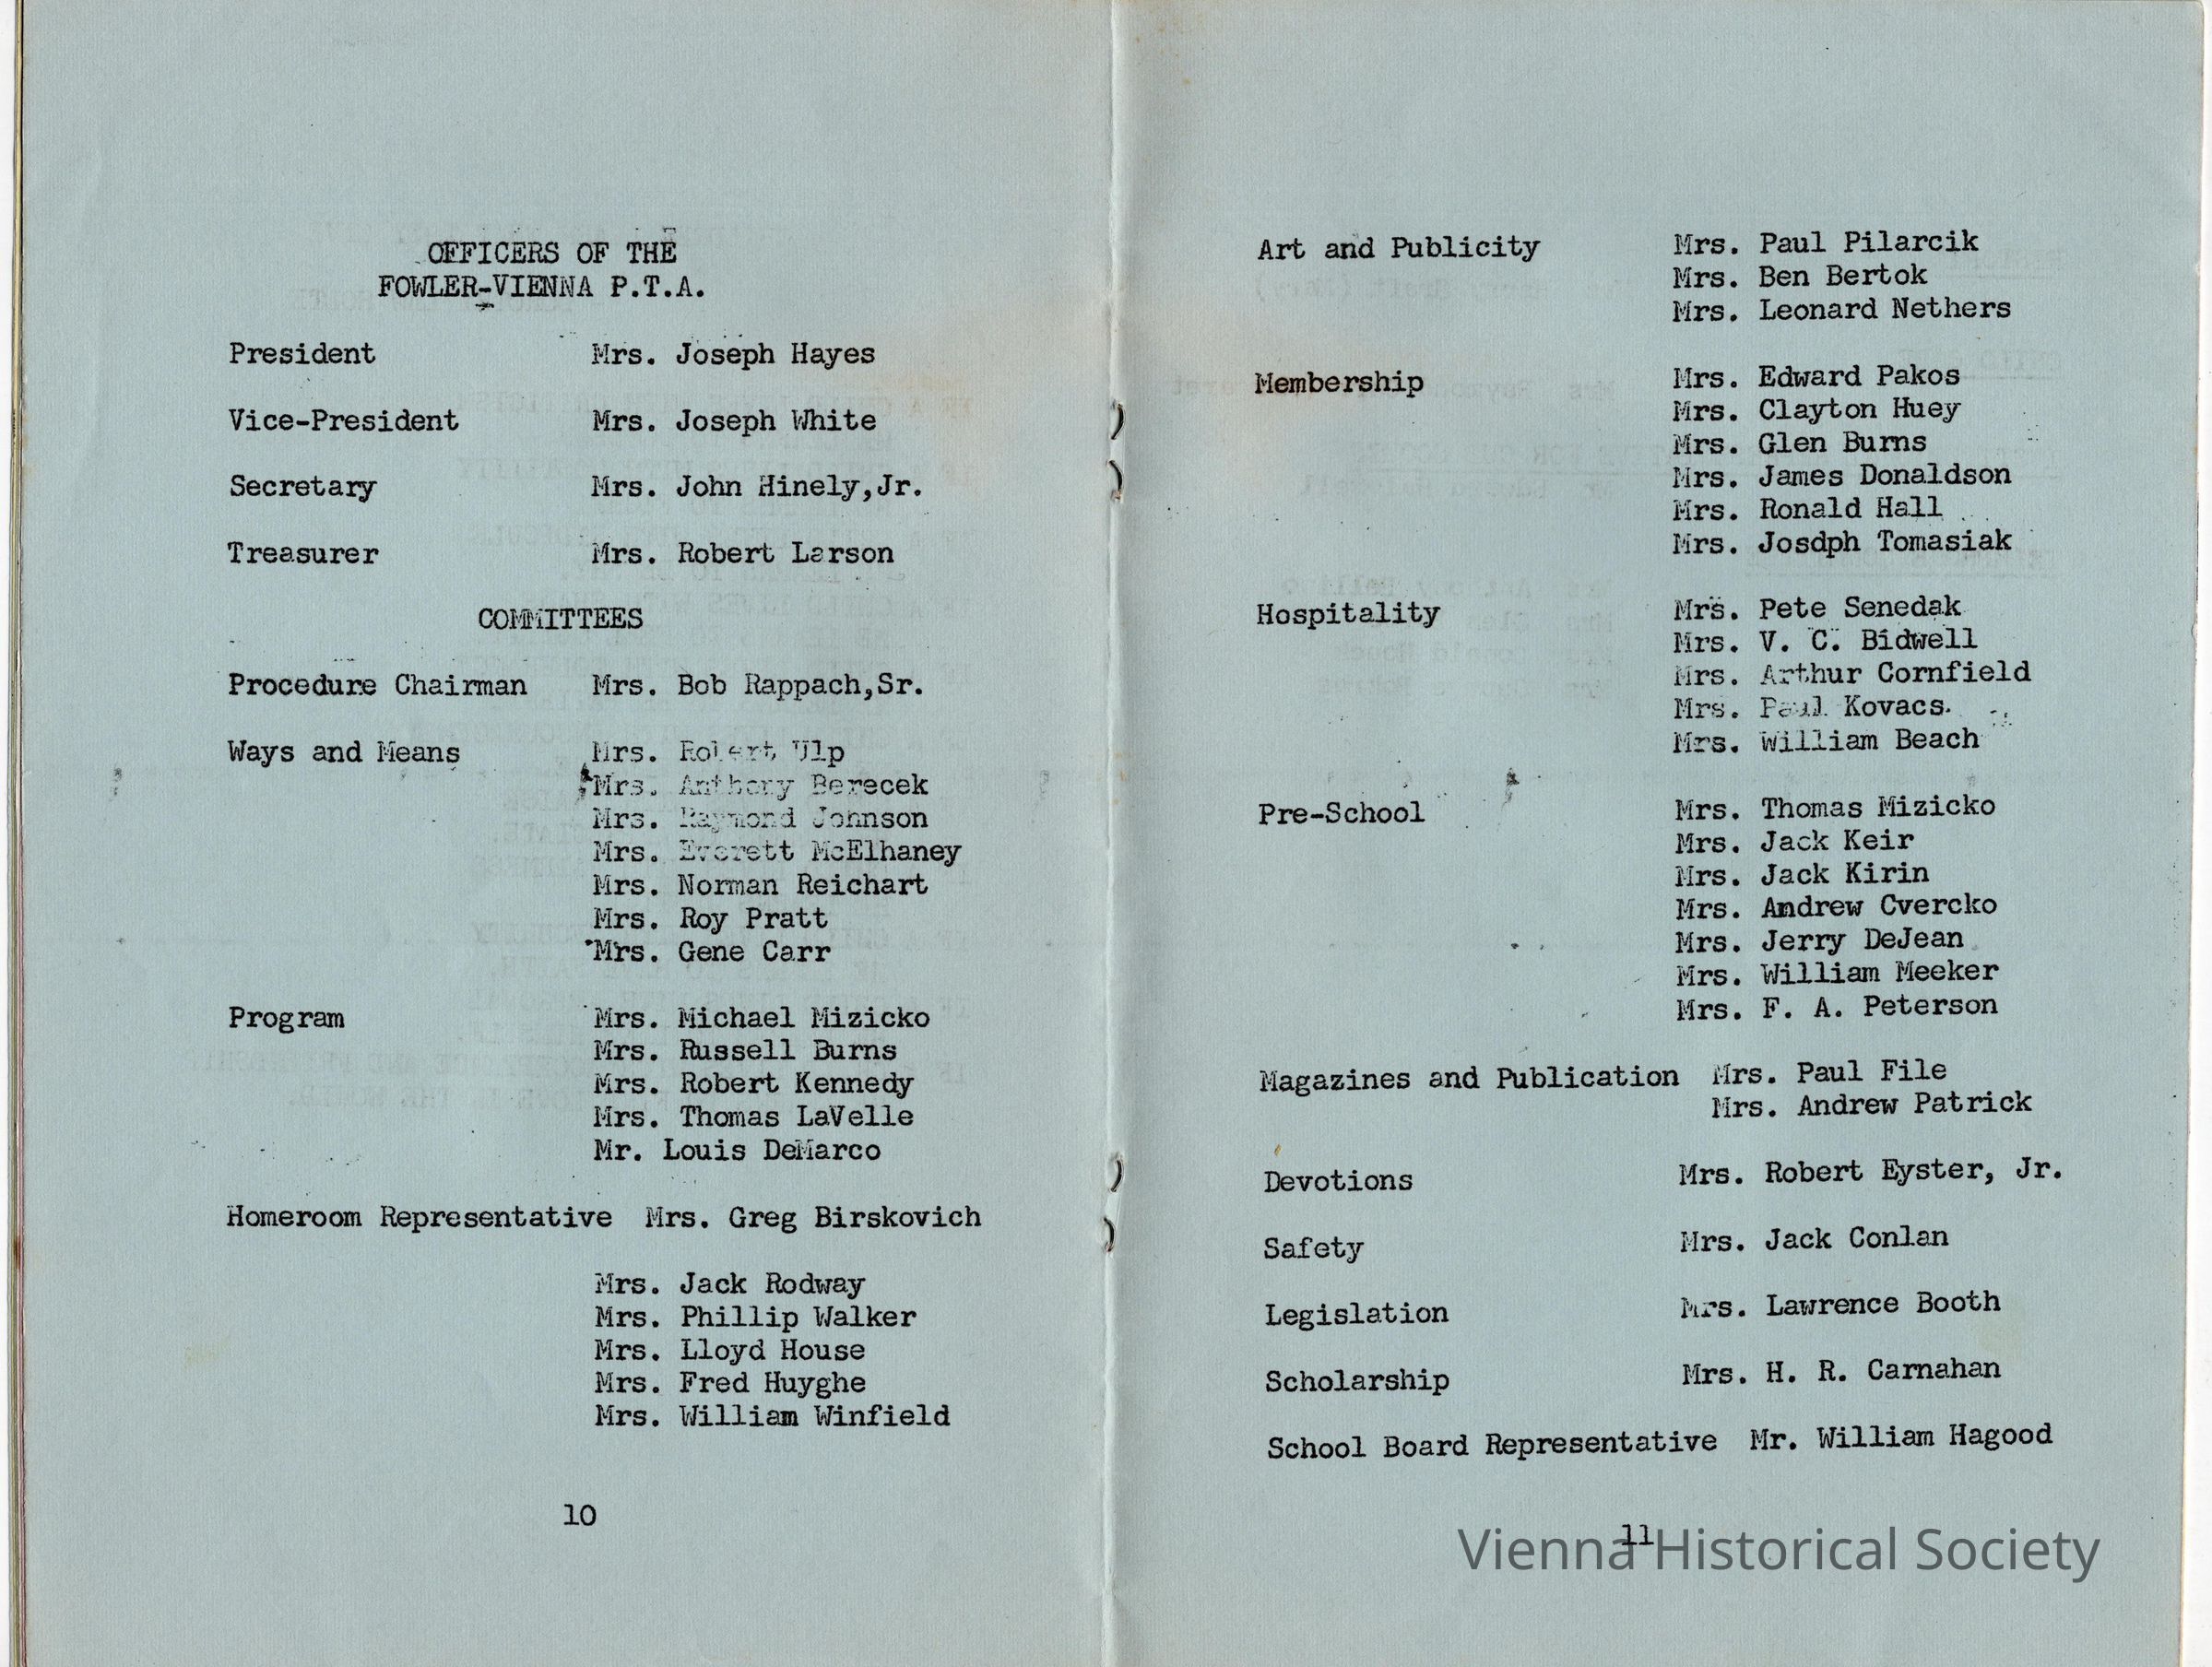 OFFICERS OF THE
FOWLER-VIENNA P.T.A.
President Mrs. Joseph Hayes
Vice-President Mrs. Joseph White
Secretary Mrs. John Hinely,Jr.
Treasurer Mrs. Robert Larson
COMMITTEES
Procedure Chairman Mrs. Bob Rappach,Sr.
Ways and Means Mrs. Robert Ulp
Mrs. Anthony Berecek
Mrs. Raymond Johnson
Mrs. Everett McElhaney
Mrs. Norman Reichart
Mrs. Roy Pratt
Mrs. Gene Carr
Program Mrs. Michael Mizicko
Mrs. Russell Burns
Mrs. Robert Kennedy
Mrs. Thomas LaVelle
Mr. Louis DeMarco
Homeroom Representative Mrs. Greg Birskovich
Mrs. Jack Rodway
Mrs. Phillip Walker
Mrs. Lloyd House
Mrs. Fred Huyghe
Mrs. William Winfield
10
Art and Publicity Mrs. Paul Pilarcik
Mrs. Ben Bertok
Mrs. Leonard Nethers
Membership Mrs. Edward Pakos
Mrs. Clayton Huey
Mrs. Glen Burns
Mrs. James Donaldson
Mrs. Ronald Hall
Mrs. Josdph Tomasiak
Hospitality Mrs. Pete Senedak
Mrs. V. C. Bidwell
Mrs. Arthur Cornfield
Mrs. Paul Kovacs
Mrs. William Beach
Pre-School Mrs. Thomas Mizicko
Mrs. Jack Keir
Mrs. Jack Kirin
Mrs. Andrew Cvercko
Mrs. Jerry DeJean
Mrs. William Meeker
Mrs. F. A. Peterson
Magazines and Publication Mrs. Paul File
Mrs. Andrew Patrick
Devotions Mrs. Robert Eyster, Jr.
Safety Mrs. Jack Conlan
Legislation Mrs. Lawrence Booth
Scholarship Mrs. H. R. Carnahan
School Board Representative Mr. William Hagood
11
Vienna Historical Society